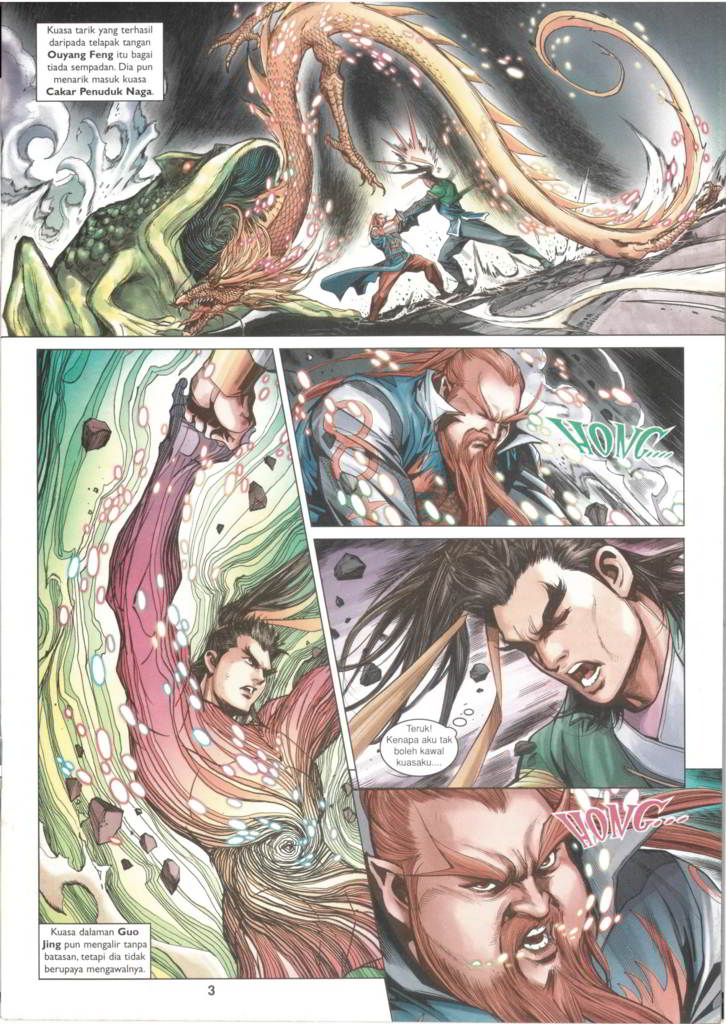 Kuasa tarik yang terhasil
daripada telapak tangan
Ouyang Feng itu bagai
tiada sempadan. Dia pun
menarik masuk kuasa
Cakar Penuduk Naga.
HONG....
Teruk!
Kenapa aku tak
boleh kawal
kuasaku....
HONG....
Kuasa dalaman Guo
Jing pun mengalir tanpa
batasan, tetapi dia tidak
berupaya mengawalnya.
3